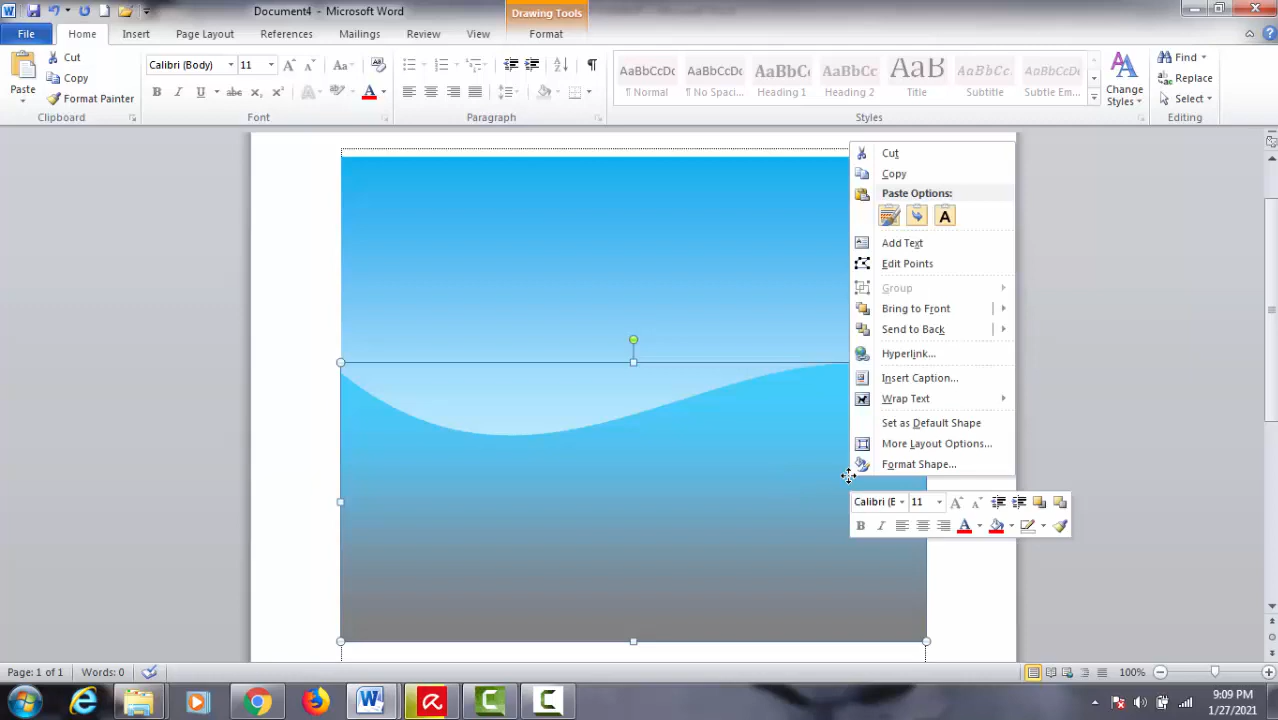 Document4 - Microsoft Word
Drawing Tools
File Home Insert Page Layout References Mailings Review View Format
Paste
Cut
Copy
Format Painter
Clipboard
Calibri (Body) 11
Font
Paragraph
AaBbCcDc AaBbCcDc AaBbCc AaBbCc AaB AaBbCcDc AaBbCcDc
¶ Normal ¶ No Spaci... Heading 1 Heading 2 Title Subtitle Subtle Em...
Styles
Change Styles
Find
Replace
Select
Editing
Cut
Copy
Paste Options:
Add Text
Edit Points
Group
Bring to Front
Send to Back
Hyperlink...
Insert Caption...
Wrap Text
Set as Default Shape
More Layout Options...
Format Shape...
Calibri (E 11
Page: 1 of 1 Words: 0
100%
9:09 PM
1/27/2021